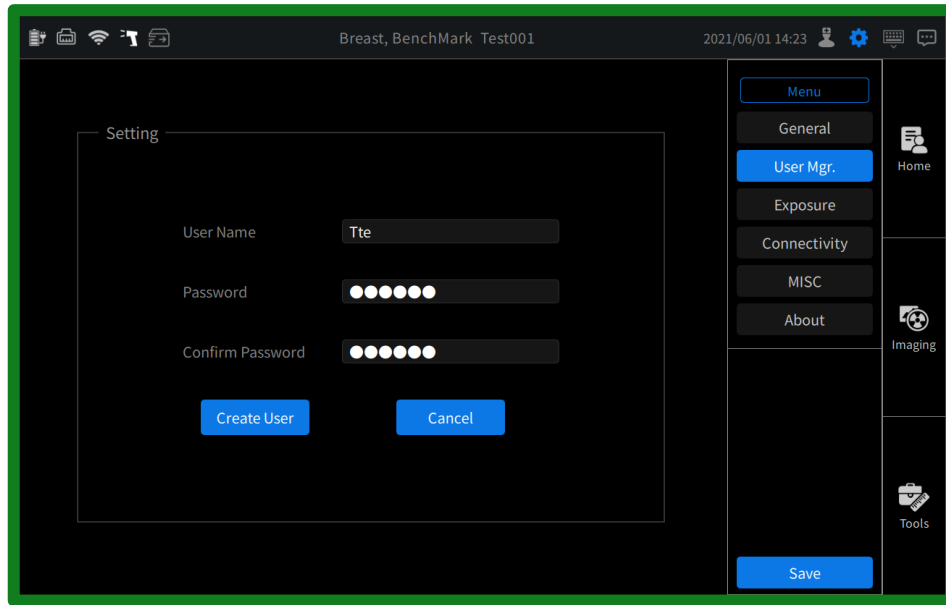 Breast, BenchMark Test001
2021/06/01 14:23
Setting
User Name
Tte
Password
Confirm Password
Create User
Cancel
Menu
General
User Mgr.
Exposure
Connectivity
MISC
About
Save
Home
Imaging
Tools